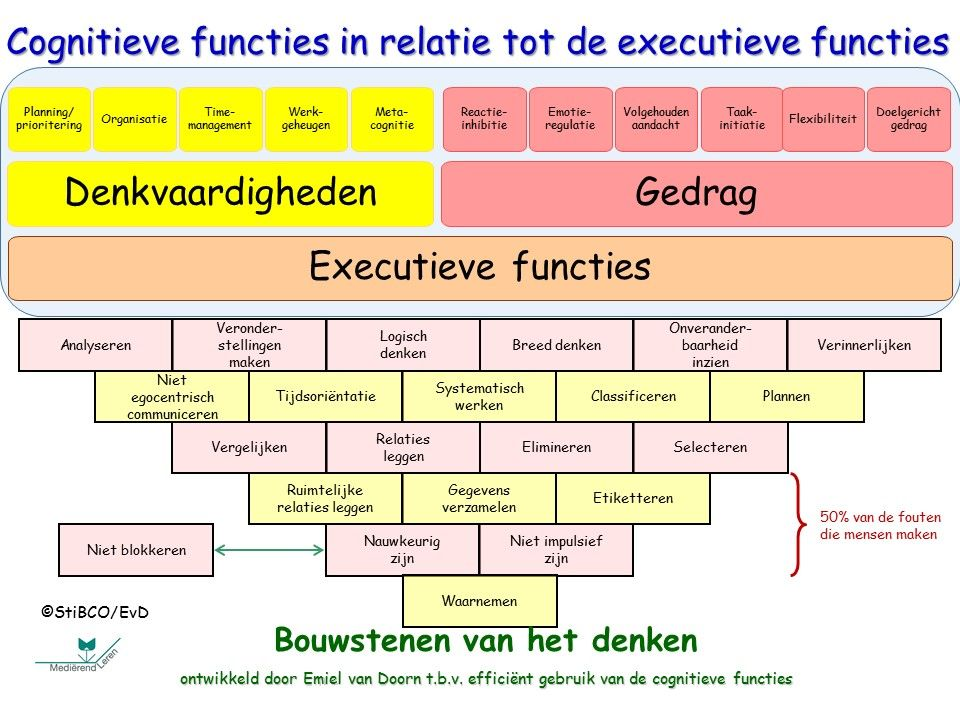 Cognitieve functies in relatie tot de executieve functies
Planning/
prioritering
Organisatie
Time-
management
Werk-
geheugen
Meta-
cognitie
Reactie-
inhibitie
Emotie-
regulatie
Volgehouden
aandacht
Taak-
initiatie
Flexibiliteit
Doelgericht
gedrag
Denkvaardigheden
Gedrag
Executieve functies
Analyseren
Veronder-
stellingen
maken
Logisch
denken
Breed denken
Onverander-
baarheid
inzien
Verinnerlijken
Niet
egocentrisch
communiceren
Tijdsoriëntatie
Systematisch
werken
Classificeren
Plannen
Vergelijken
Relaties
leggen
Elimineren
Selecteren
Ruimtelijke
relaties leggen
Gegevens
verzamelen
Etiketteren
50% van de fouten
die mensen maken
Niet blokkeren
Nauwkeurig
zijn
Niet impulsief
zijn
Waarnemen
©StiBCO/EvD
Mediërend Leren
Bouwstenen van het denken
ontwikkeld door Emiel van Doorn t.b.v. efficiënt gebruik van de cognitieve functies